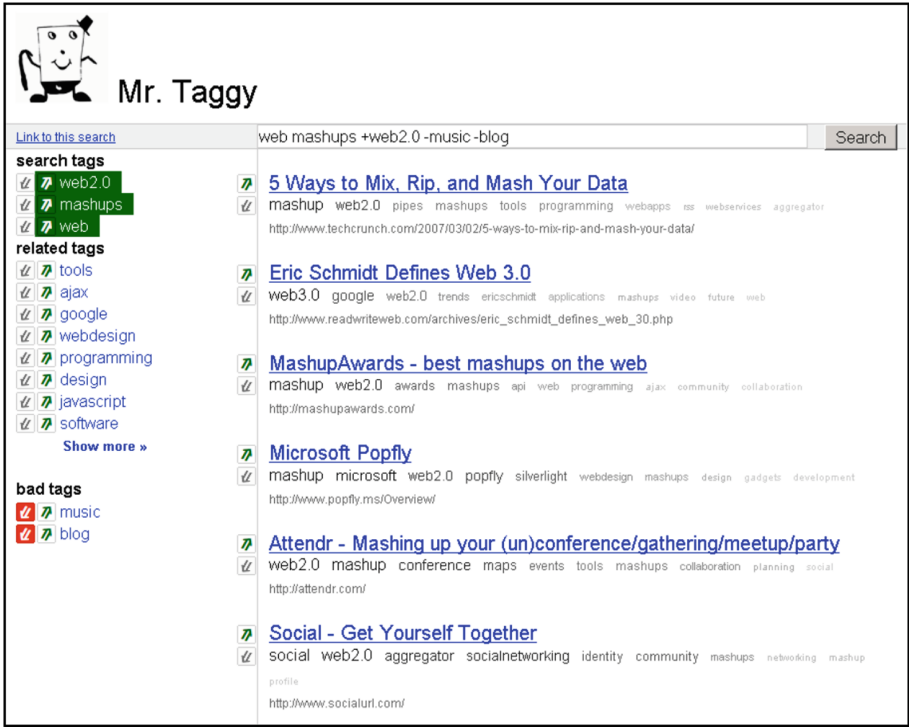 Mr. Taggy
Link to this search
web mashups +web2.0 -music -blog
Search
search tags
web2.0
mashups
web
related tags
tools
ajax
google
webdesign
programming
design
javascript
software
Show more »
bad tags
music
blog
5 Ways to Mix, Rip, and Mash Your Data
mashup web2.0 pipes mashups tools programming webapps rss webservices aggregator
http://www.techcrunch.com/2007/03/02/5-ways-to-mix-rip-and-mash-your-data/
Eric Schmidt Defines Web 3.0
web3.0 google web2.0 trends ericschmidt applications mashups video future web
http://www.readwriteweb.com/archives/eric_schmidt_defines_web_30.php
MashupAwards - best mashups on the web
mashup web2.0 awards mashups api web programming ajax community collaboration
http://mashupawards.com/
Microsoft Popfly
mashup microsoft web2.0 popfly silverlight webdesign mashups design gadgets development
http://www.popfly.ms/Overview/
Attendr - Mashing up your (un)conference/gathering/meetup/party
web2.0 mashup conference maps events tools mashups collaboration planning social
http://attendr.com/
Social - Get Yourself Together
social web2.0 aggregator socialnetworking identity community mashups networking mashup
profile
http://www.socialurl.com/